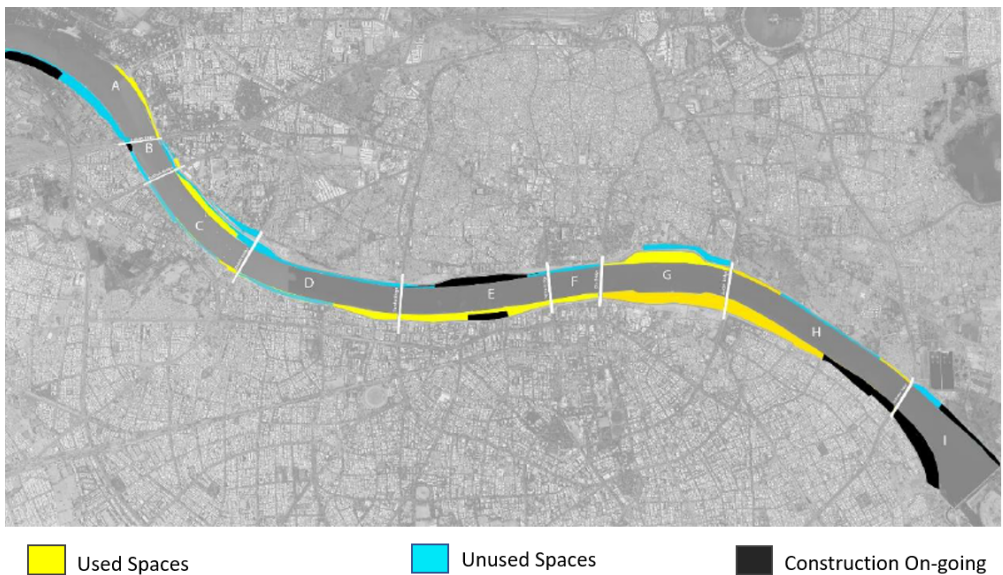 A
B
C
D
E
F
G
H
I
Used Spaces
Unused Spaces
Construction On-going